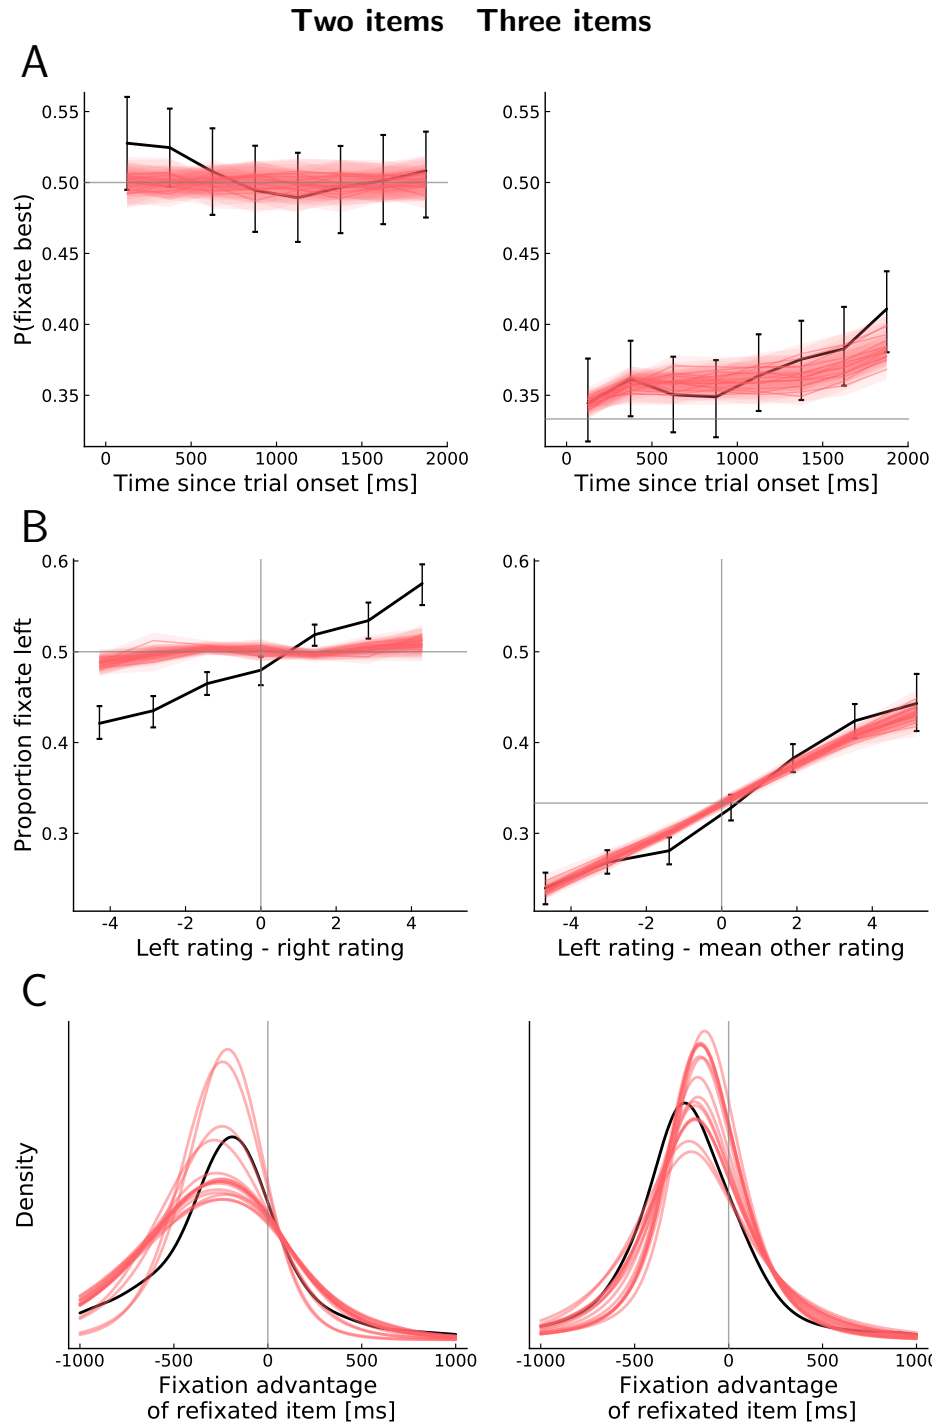 Two items Three items
A
P(fixate best)
0.55
0.50
0.45
0.40
0.35
0 500 1000 1500 2000
Time since trial onset [ms]
0.55
0.50
0.45
0.40
0.35
0 500 1000 1500 2000
Time since trial onset [ms]
B
Proportion fixate left
0.6
0.5
0.4
0.3
-4 -2 0 2 4
Left rating - right rating
0.6
0.5
0.4
0.3
-4 -2 0 2 4
Left rating - mean other rating
C
Density
-1000 -500 0 500 1000
Fixation advantage
of refixated item [ms]
-1000 -500 0 500 1000
Fixation advantage
of refixated item [ms]